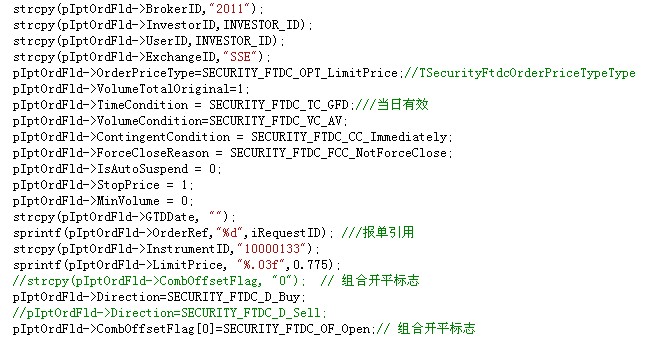 strcpy(pIptOrdFld->BrokerID,"2011");
strcpy(pIptOrdFld->InvestorID,INVESTOR_ID);
strcpy(pIptOrdFld->UserID,INVESTOR_ID);
strcpy(pIptOrdFld->ExchangeID,"SSE");
pIptOrdFld->OrderPriceType=SECURITY_FTDC_OPT_LimitPrice;//TSecurityFtdcOrderPriceTypeType
pIptOrdFld->VolumeTotalOriginal=1;
pIptOrdFld->TimeCondition = SECURITY_FTDC_TC_GFD;///当日有效
pIptOrdFld->VolumeCondition=SECURITY_FTDC_VC_AV;
pIptOrdFld->ContingentCondition = SECURITY_FTDC_CC_Immediately;
pIptOrdFld->ForceCloseReason = SECURITY_FTDC_FCC_NotForceClose;
pIptOrdFld->IsAutoSuspend = 0;
pIptOrdFld->StopPrice = 1;
pIptOrdFld->MinVolume = 0;
strcpy(pIptOrdFld->GTDDate, "");
sprintf(pIptOrdFld->OrderRef,"%d",iRequestID); ///报单引用
strcpy(pIptOrdFld->InstrumentID,"10000133");
sprintf(pIptOrdFld->LimitPrice, "%.03f",0.775);
//strcpy(pIptOrdFld->CombOffsetFlag, "0");  // 组合开平标志
pIptOrdFld->Direction=SECURITY_FTDC_D_Buy;
//pIptOrdFld->Direction=SECURITY_FTDC_D_Sell;
pIptOrdFld->CombOffsetFlag[0]=SECURITY_FTDC_OF_Open;// 组合开平标志